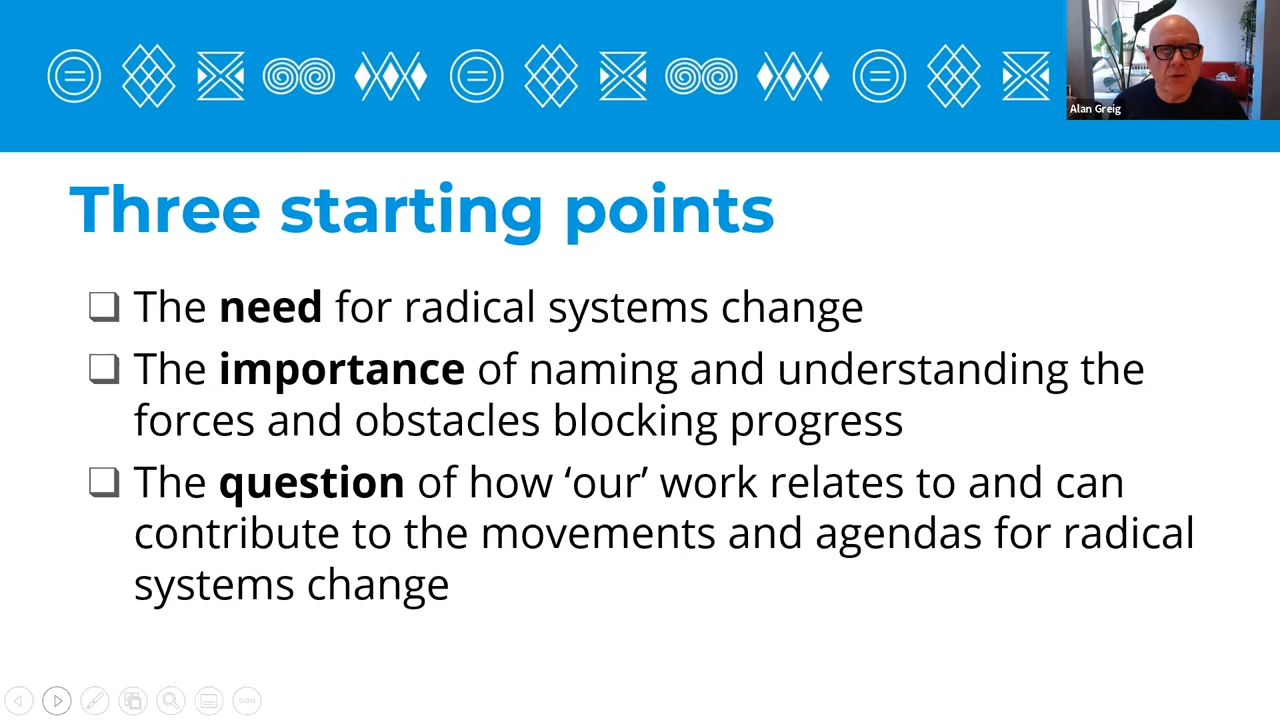 Alan Greig
Three starting points
The need for radical systems change
The importance of naming and understanding the
forces and obstacles blocking progress
The question of how ‘our’ work relates to and can
contribute to the movements and agendas for radical
systems change